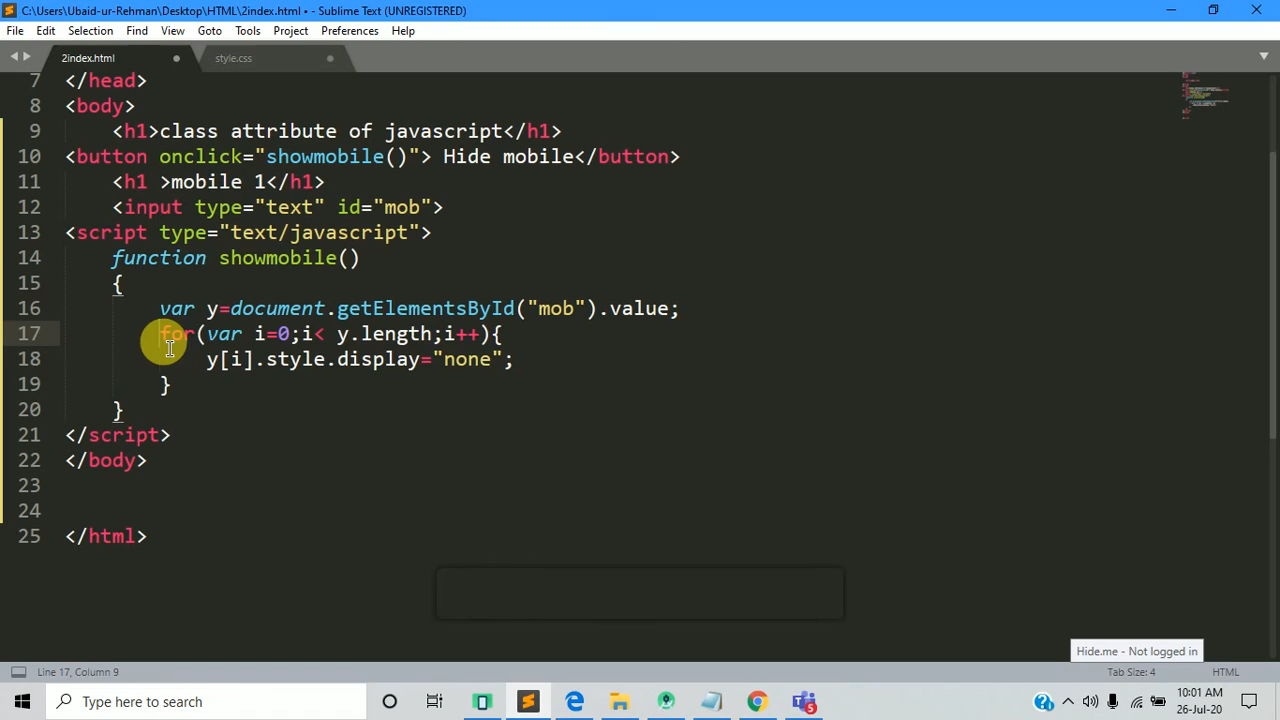 C:\Users\Ubaid-ur-Rehman\Desktop\HTML\2index.html • - Sublime Text (UNREGISTERED)
File Edit Selection Find View Goto Tools Project Preferences Help
2index.html style.css
7 </head>
8 <body>
9 <h1>class attribute of javascript</h1>
10 <button onclick="showmobile()"> Hide mobile</button>
11 <h1 >mobile 1</h1>
12 <input type="text" id="mob">
13 <script type="text/javascript">
14 function showmobile()
15 {
16 var y=document.getElementsById("mob").value;
17 for(var i=0;i< y.length;i++){
18 y[i].style.display="none";
19 }
20 }
21 </script>
22 </body>
23
24
25 </html>
Hide.me - Not logged in
Line 17, Column 9 Tab Size: 4 HTML
Type here to search
5
10:01 AM
26-Jul-20